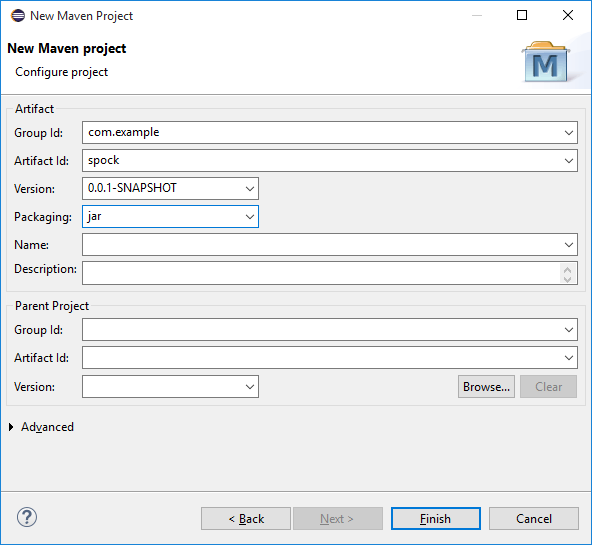 New Maven Project
New Maven project
Configure project
M
Artifact
Group Id: com.example
Artifact Id: spock
Version: 0.0.1-SNAPSHOT
Packaging: jar
Name:
Description:
Parent Project
Group Id:
Artifact Id:
Version: Browse... Clear
Advanced
? < Back Next > Finish Cancel